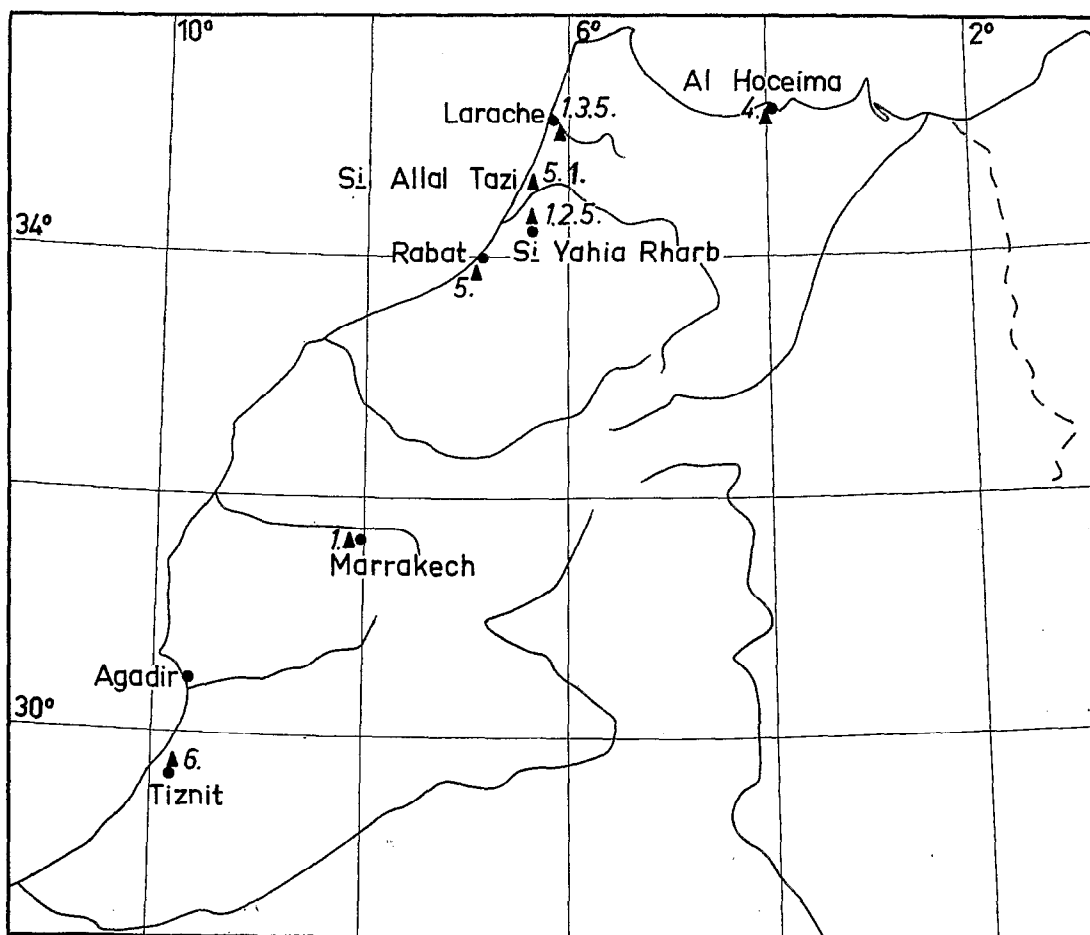 10° 6° 2°
Al Hoceima
4.
Larache 1.3.5.
Si Allal Tazi 5.1.
1.2.5.
34°
Rabat Si Yahia Rharb
5.
1.
Marrakech
Agadir
30°
6.
Tiznit